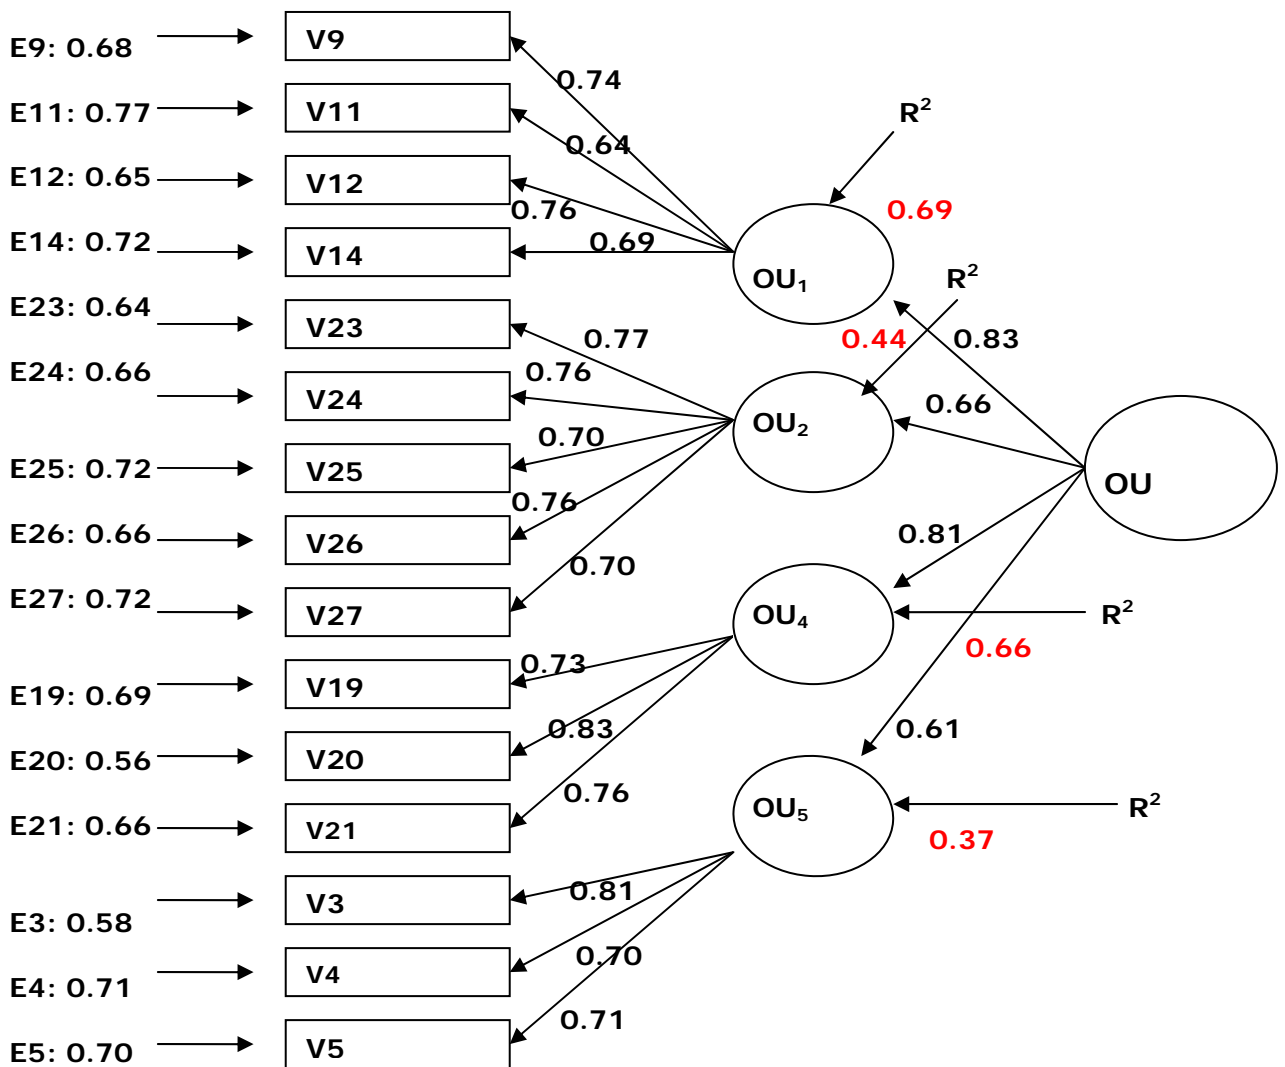 E9: 0.68
V9
0.74
E11: 0.77
V11
R²
0.64
E12: 0.65
V12
0.76
0.69
E14: 0.72
V14
0.69
OU₁
R²
E23: 0.64
V23
0.77
0.44
0.83
E24: 0.66
V24
0.76
OU₂
0.66
E25: 0.72
V25
0.70
OU
E26: 0.66
V26
0.76
0.81
E27: 0.72
V27
0.70
OU₄
R²
0.66
E19: 0.69
V19
0.73
E20: 0.56
V20
0.83
0.61
E21: 0.66
V21
0.76
OU₅
R²
0.37
E3: 0.58
V3
0.81
E4: 0.71
V4
0.70
E5: 0.70
V5
0.71